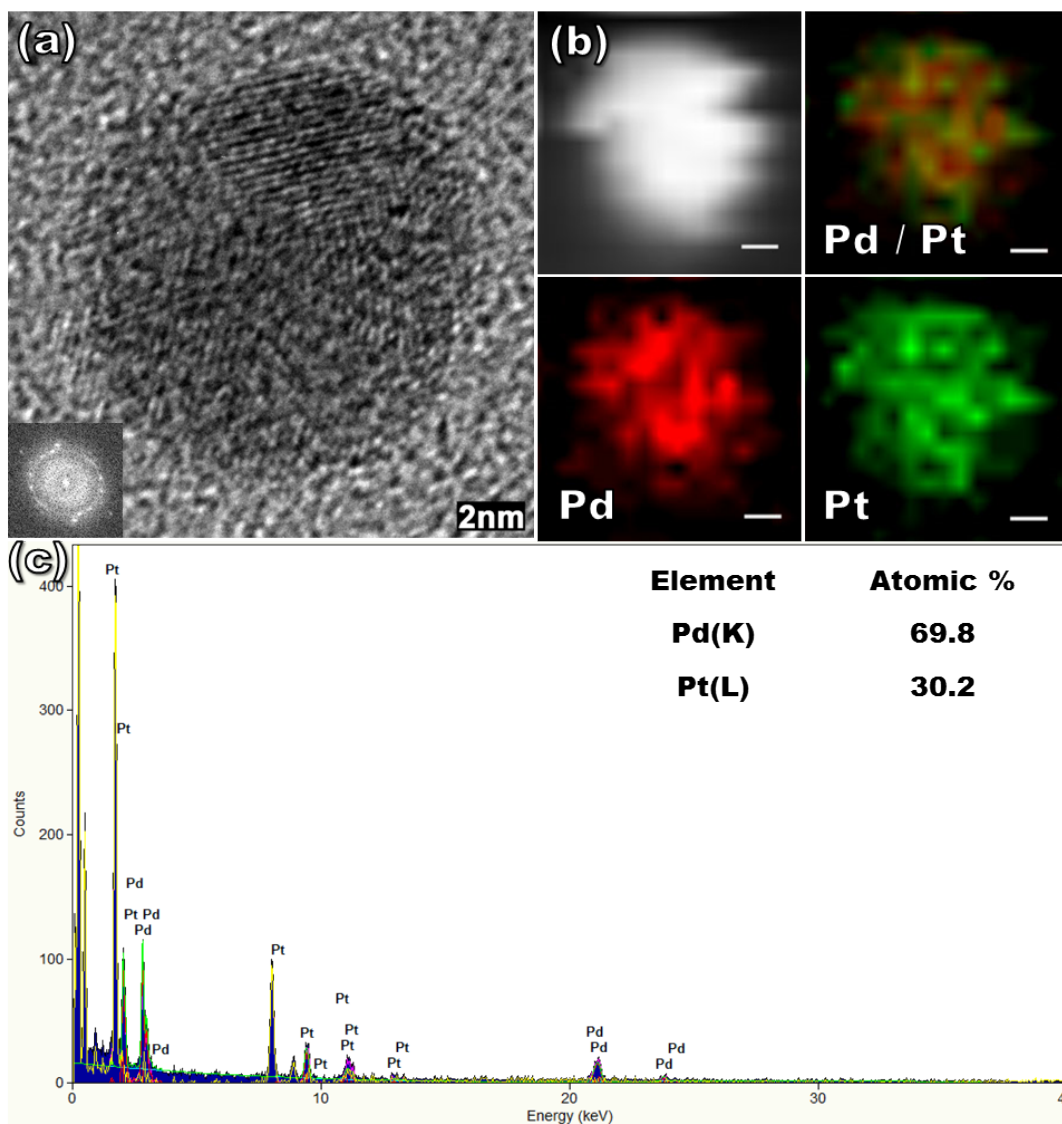 (a)
2nm
(b)
Pd / Pt
Pd
Pt
(c)
Element Atomic %
Pd(K) 69.8
Pt(L) 30.2
400
300
200
100
0
Counts
Pt
Pt
Pd
Pt Pd
Pd
Pd
Pt
Pt
Pt
Pt
Pt
Pt
Pt
Pt
Pd
Pd
Pd
Pd
0 10 20 30 4
Energy (keV)